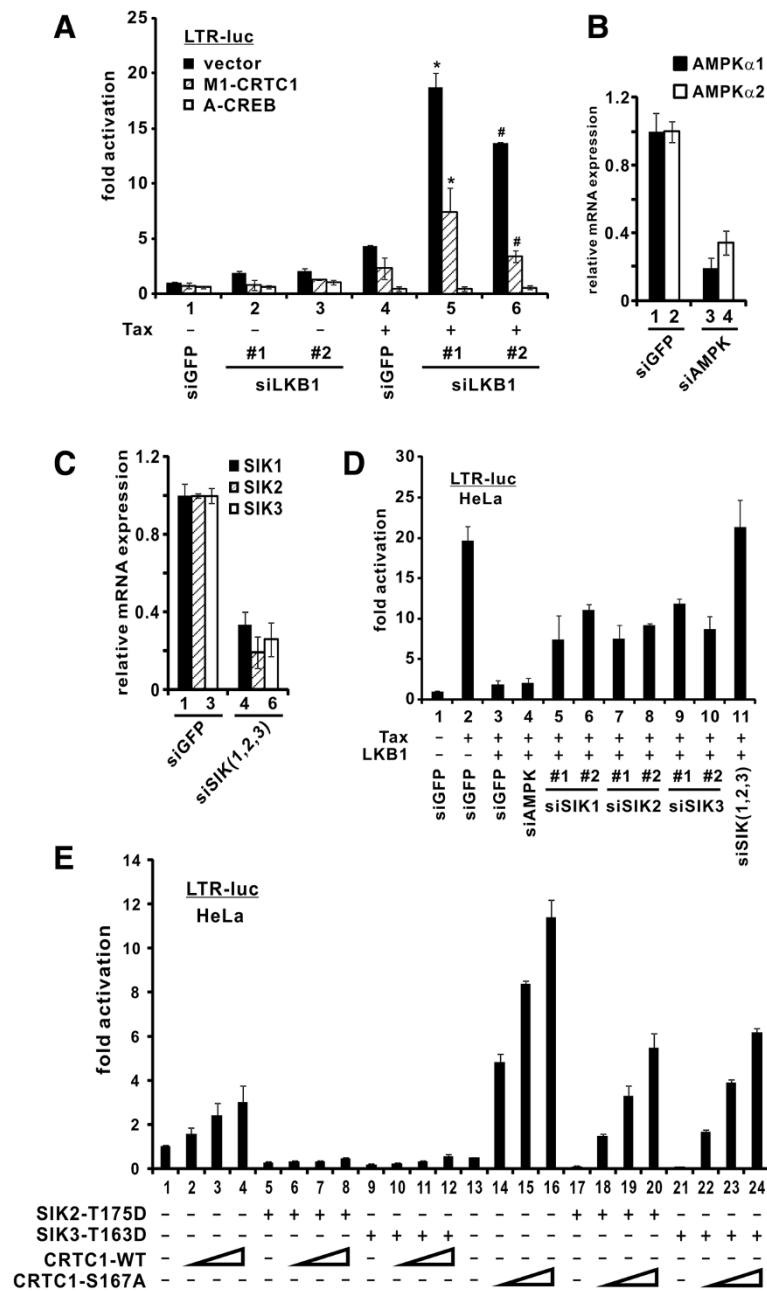 A
LTR-luc
vector
M1-CRTC1
A-CREB
fold activation
25
20
15
10
5
0
*
*
#
#
1 2 3 4 5 6
Tax - - - + + +
siGFP #1 #2 siGFP #1 #2
siLKB1 siLKB1
B
AMPKα1
AMPKα2
relative mRNA expression
1.2
0.8
0.4
0
1 2 3 4
siGFP siAMPK
C
SIK1
SIK2
SIK3
relative mRNA expression
1.2
0.8
0.4
0
1 3 4 6
siGFP siSIK(1,2,3)
D
LTR-luc
HeLa
fold activation
30
25
20
15
10
5
0
1 2 3 4 5 6 7 8 9 10 11
Tax - + + + + + + + + + +
LKB1 - - + + + + + + + + +
siGFP siGFP siGFP siAMPK #1 #2 #1 #2 #1 #2 siSIK(1,2,3)
siSIK1 siSIK2 siSIK3
E
LTR-luc
HeLa
fold activation
14
12
10
8
6
4
2
0
1 2 3 4 5 6 7 8 9 10 11 12 13 14 15 16 17 18 19 20 21 22 23 24
SIK2-T175D - - - - + + + + - - - - - - - - + + + + - - - -
SIK3-T163D - - - - - - - - + + + + - - - - - - - - + + + +
CRTC1-WT - - - - - - - - - - - - - - -
CRTC1-S167A - - - - - - - - - - - - - - -